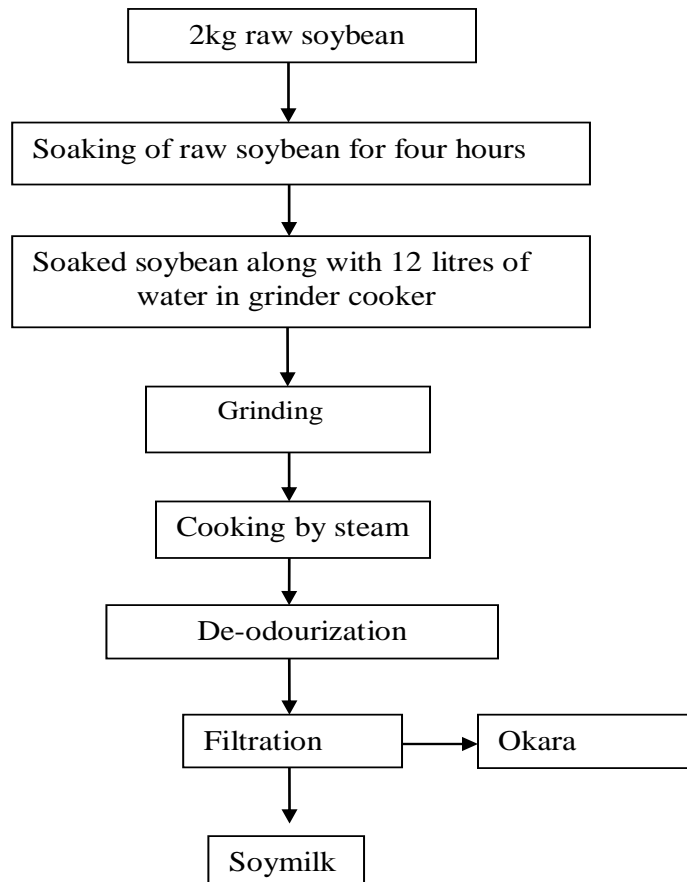 2kg raw soybean
Soaking of raw soybean for four hours
Soaked soybean along with 12 litres of
water in grinder cooker
Grinding
Cooking by steam
De-odourization
Filtration
Okara
Soymilk